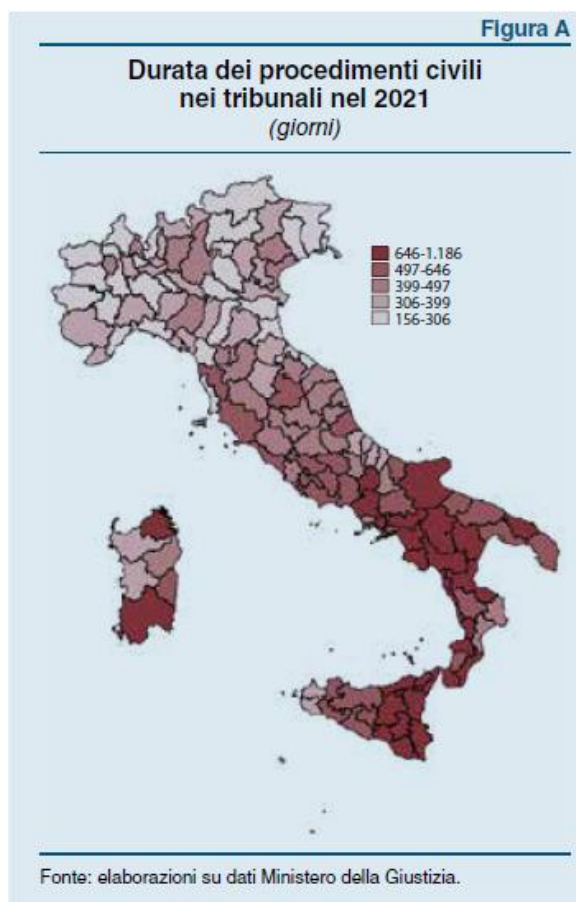 Figura A
Durata dei procedimenti civili
nei tribunali nel 2021
(giorni)
646-1.186
497-646
399-497
306-399
156-306
Fonte: elaborazioni su dati Ministero della Giustizia.